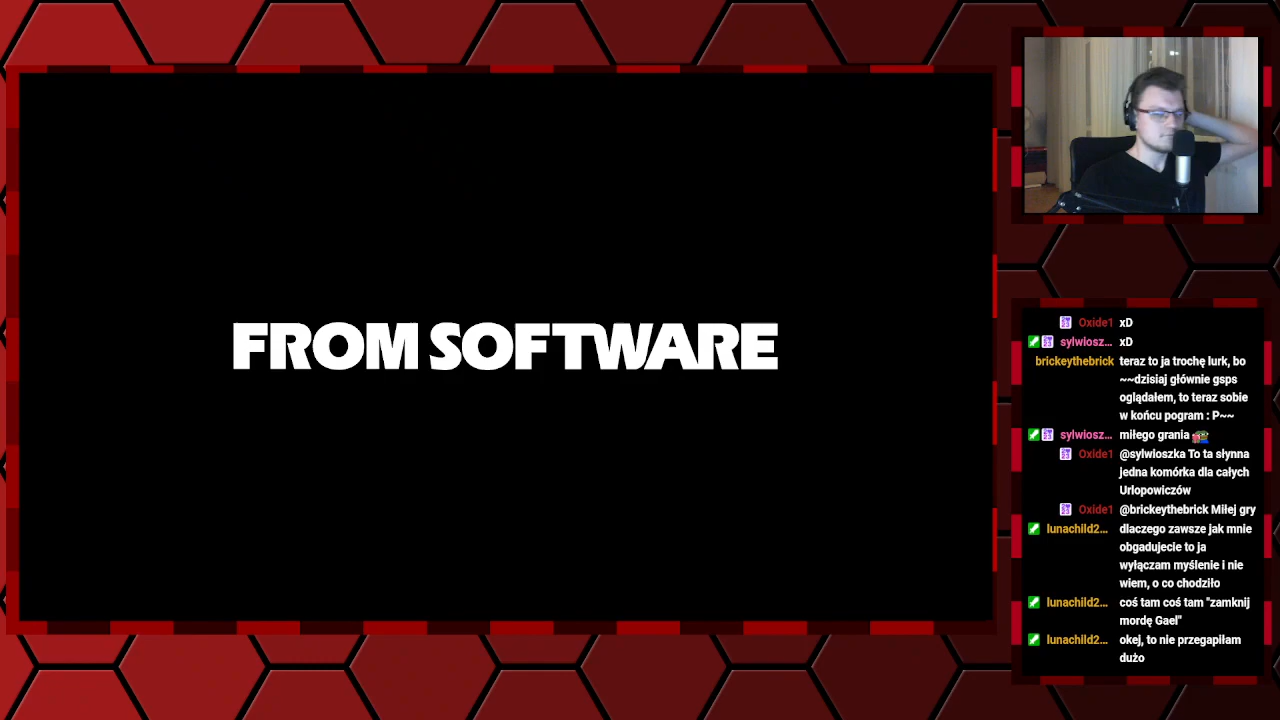 FROM SOFTWARE
Oxide1 xD
sylwiosz... xD
brickeythebrick teraz to ja trochę lurk, bo
~~dzisiaj głównie gsps
oglądałem, to teraz sobie
w końcu pogram : P~~
sylwiosz... miłego grania
Oxide1 @sylwioszka To ta słynna
jedna komórka dla całych
Urlopowiczów
Oxide1 @brickeythebrick Miłej gry
lunachild2... dlaczego zawsze jak mnie
obgadujecie to ja
wyłączam myślenie i nie
wiem, o co chodziło
lunachild2... coś tam coś tam "zamknij
mordę Gael"
lunachild2... okej, to nie przegapiłam
dużo